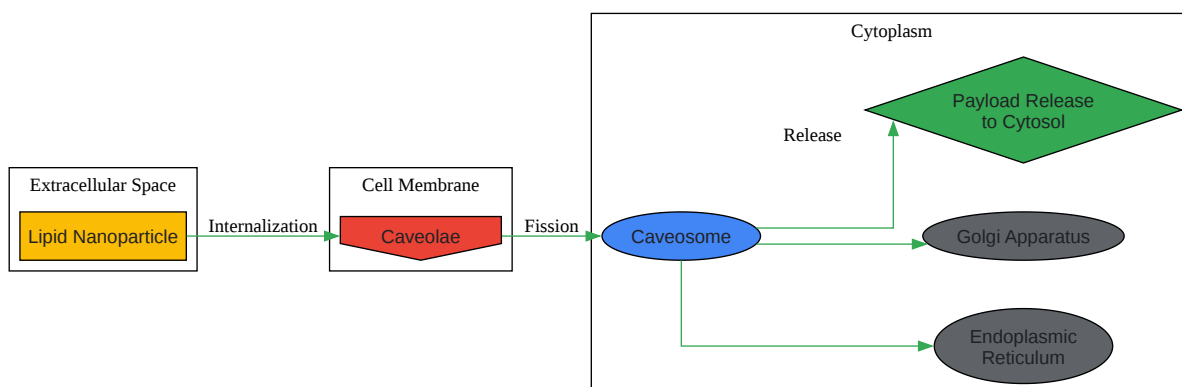 Cytoplasm
Payload Release
to Cytosol
Release
Extracellular Space
Cell Membrane
Lipid Nanoparticle
Internalization
Caveolae
Fission
Caveosome
Golgi Apparatus
Endoplasmic
Reticulum